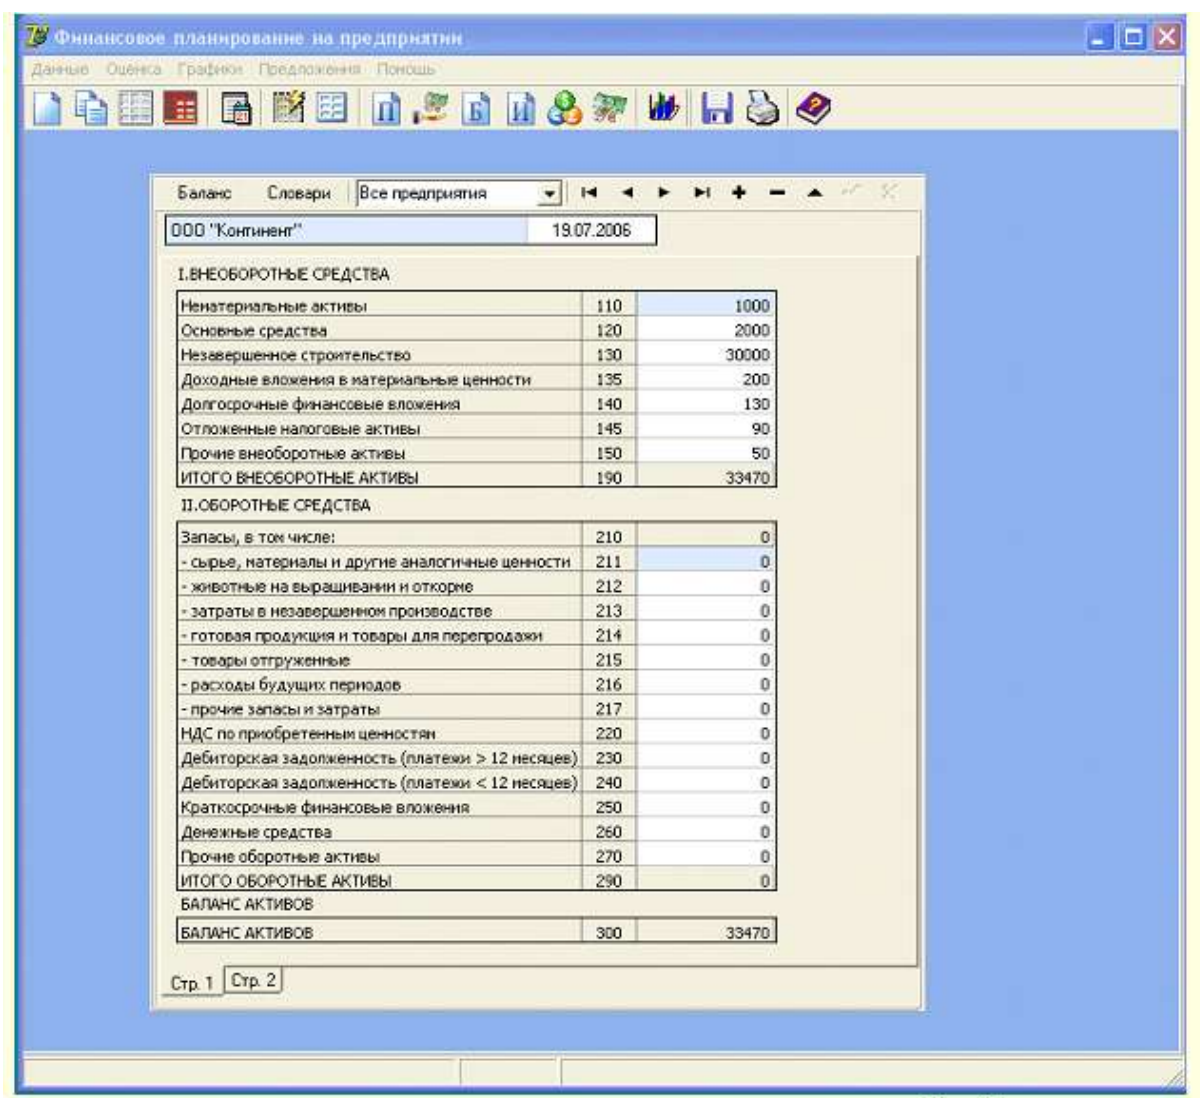 Финансовое планирование на предприятии
Данные Оценка Графики Предложения Помощь
Баланс Словари Все предприятия
ООО "Континент" 19.07.2006
I.ВНЕОБОРОТНЫЕ СРЕДСТВА
Нематериальные активы 110 1000
Основные средства 120 2000
Незавершенное строительство 130 30000
Доходные вложения в материальные ценности 135 200
Долгосрочные финансовые вложения 140 130
Отложенные налоговые активы 145 90
Прочие внеоборотные активы 150 50
ИТОГО ВНЕОБОРОТНЫЕ АКТИВЫ 190 33470
II.ОБОРОТНЫЕ СРЕДСТВА
Запасы, в том числе: 210 0
- сырье, материалы и другие аналогичные ценности 211 0
- животные на выращивании и откорме 212 0
- затраты в незавершенном производстве 213 0
- готовая продукция и товары для перепродажи 214 0
- товары отгруженные 215 0
- расходы будущих периодов 216 0
- прочие запасы и затраты 217 0
НДС по приобретенным ценностям 220 0
Дебиторская задолженность (платежи > 12 месяцев) 230 0
Дебиторская задолженность (платежи < 12 месяцев) 240 0
Краткосрочные финансовые вложения 250 0
Денежные средства 260 0
Прочие оборотные активы 270 0
ИТОГО ОБОРОТНЫЕ АКТИВЫ 290 0
БАЛАНС АКТИВОВ
БАЛАНС АКТИВОВ 300 33470
Стр. 1 Стр. 2